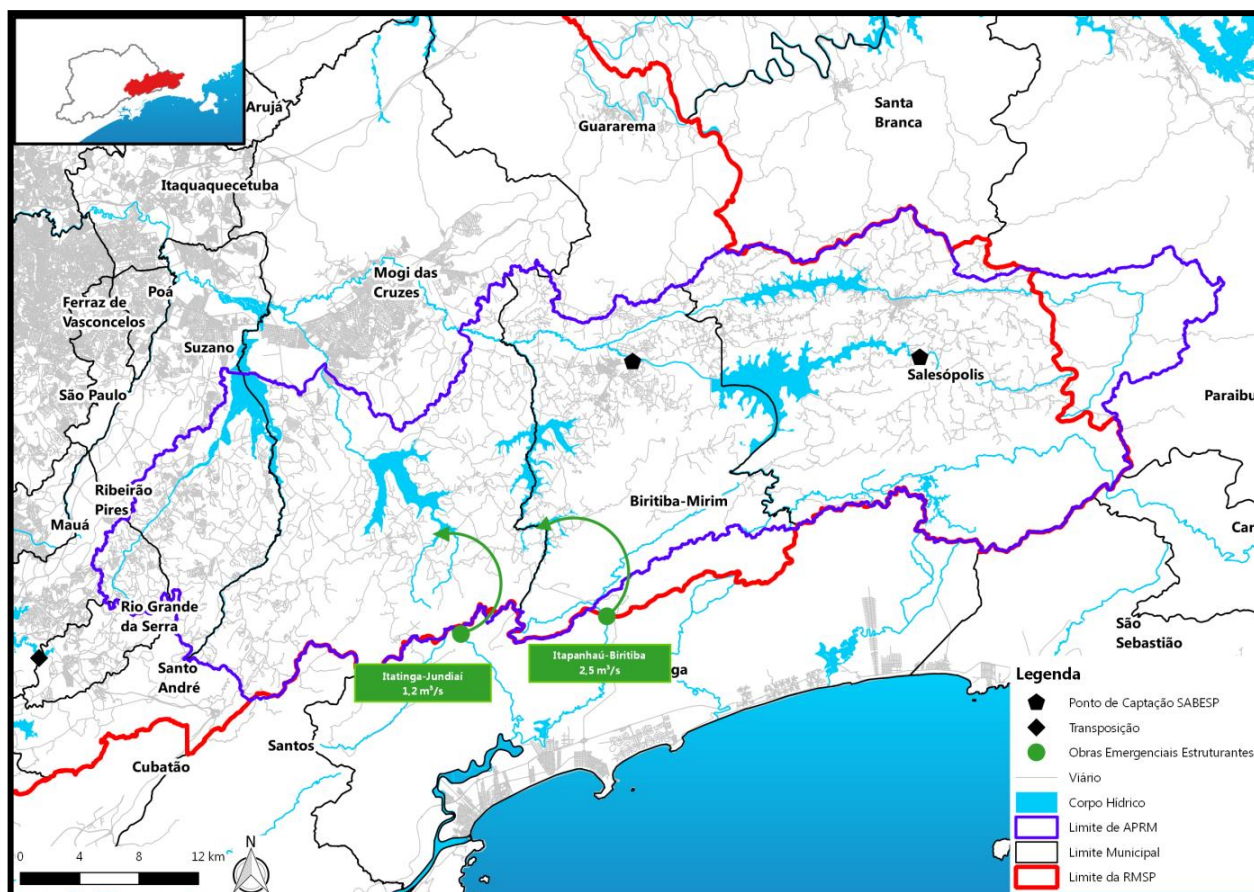 Arujá
Guararema
Santa
Branca
Itaquaquecetuba
Mogi das
Cruzes
Poá
Ferraz de
Vasconcelos
Suzano
São Paulo
Salesópolis
Paraibu
Ribeirão
Pires
Mauá
Biritiba-Mirim
Car
Rio Grande
da Serra
São
Sebastião
Santo
André
Itatinga-Jundiaí
1,2 m³/s
Itapanhaú-Biritiba
2,5 m³/s
ga
Santos
Cubatão
0 4 8 12 km
N
Legenda
Ponto de Captação SABESP
Transposição
Obras Emergenciais Estruturantes
Viário
Corpo Hídrico
Limite de APRM
Limite Municipal
Limite da RMSP